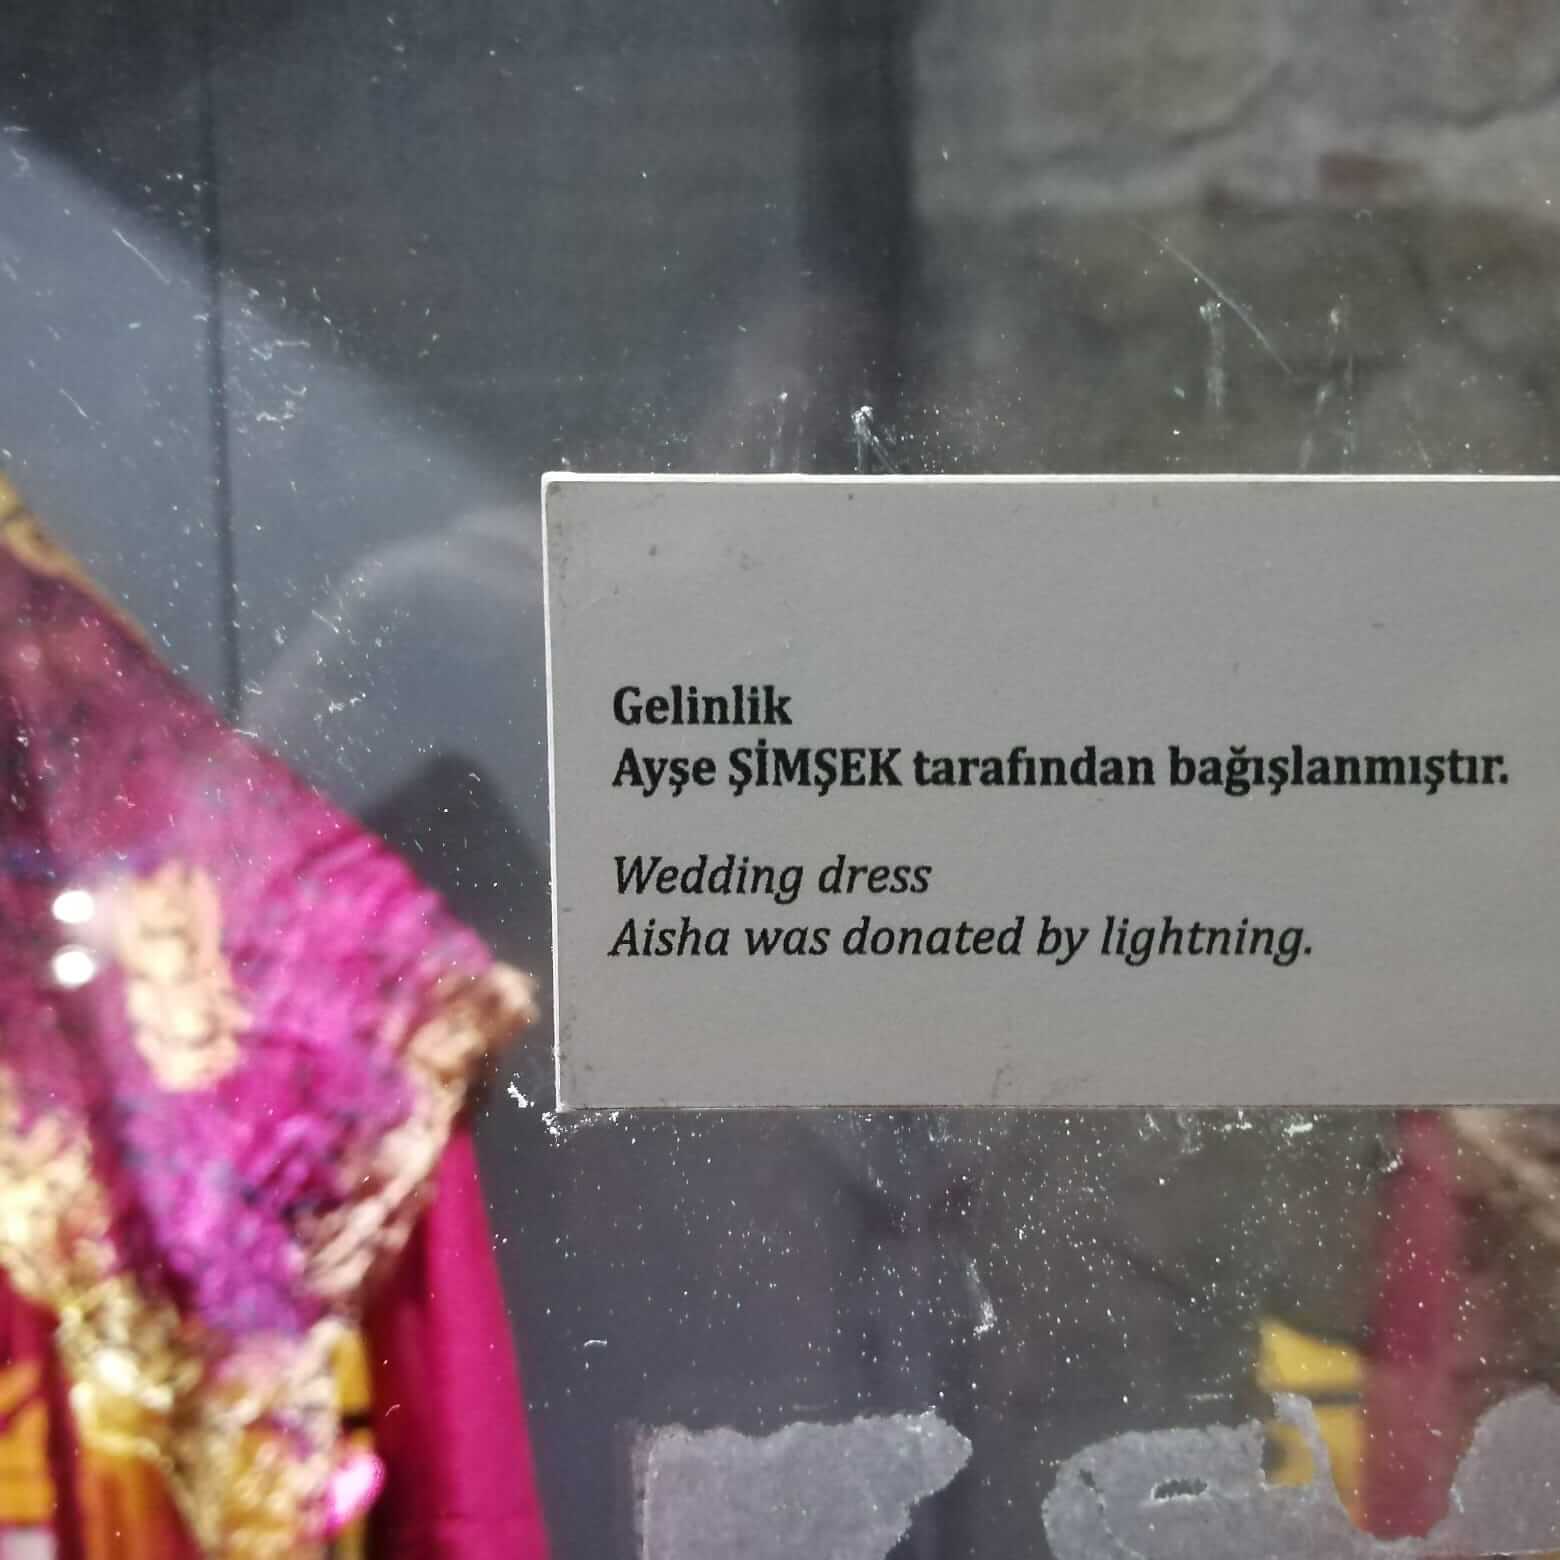 Gelinlik
Ayşe ŞİMŞEK tarafından bağışlanmıştır.
Wedding dress
Aisha was donated by lightning.